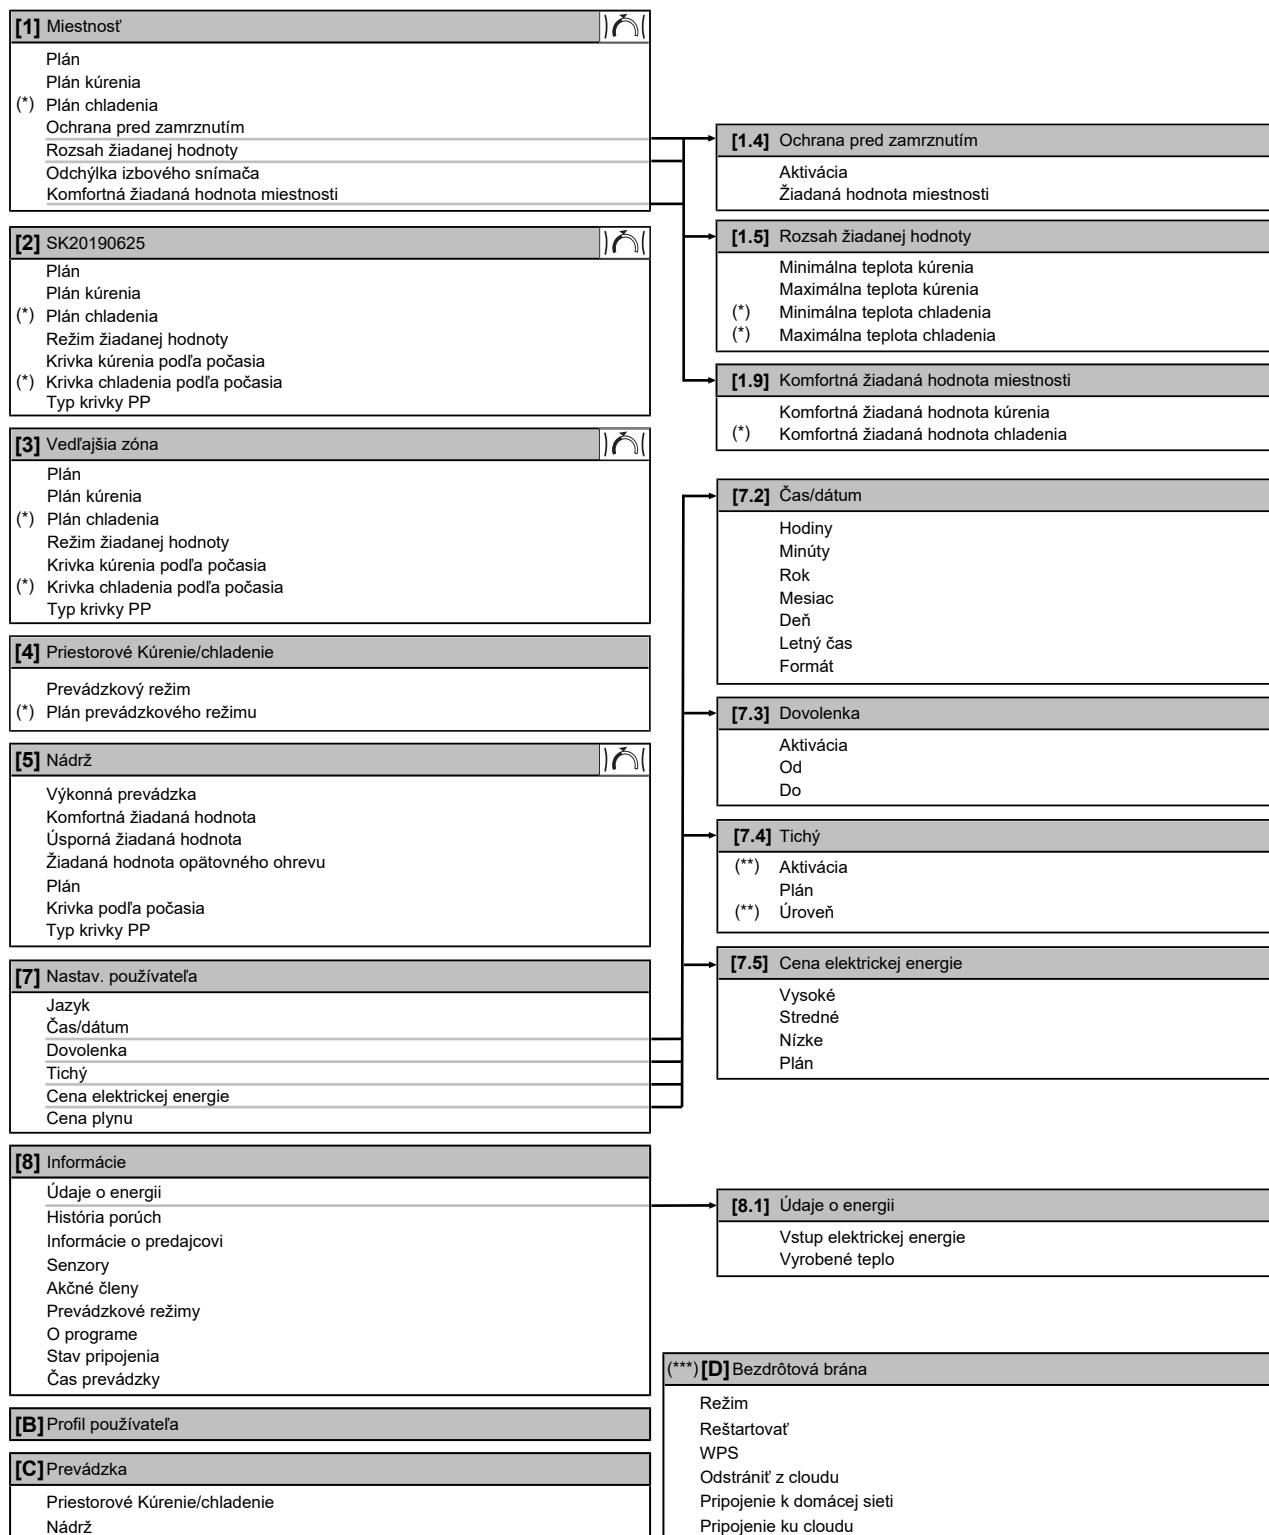 [1] Miestnosť
Plán
Plán kúrenia
(*) Plán chladenia
Ochrana pred zamrznutím
Rozsah žiadanej hodnoty
Odchýlka izbového snímača
Komfortná žiadaná hodnota miestnosti
[2] SK20190625
Plán
Plán kúrenia
(*) Plán chladenia
Režim žiadanej hodnoty
Krivka kúrenia podľa počasia
(*) Krivka chladenia podľa počasia
Typ krivky PP
[3] Vedľajšia zóna
Plán
Plán kúrenia
(*) Plán chladenia
Režim žiadanej hodnoty
Krivka kúrenia podľa počasia
(*) Krivka chladenia podľa počasia
Typ krivky PP
[4] Priestorové Kúrenie/chladenie
Prevádzkový režim
(*) Plán prevádzkového režimu
[5] Nádrž
Výkonná prevádzka
Komfortná žiadaná hodnota
Úsporná žiadaná hodnota
Žiadaná hodnota opätovného ohrevu
Plán
Krivka podľa počasia
Typ krivky PP
[7] Nastav. používateľa
Jazyk
Čas/dátum
Dovolenka
Tichý
Cena elektrickej energie
Cena plynu
[8] Informácie
Údaje o energii
História porúch
Informácie o predajcovi
Senzory
Akčné členy
Prevádzkové režimy
O programe
Stav pripojenia
Čas prevádzky
[B] Profil používateľa
[C] Prevádzka
Priestorové Kúrenie/chladenie
Nádrž
[1.4] Ochrana pred zamrznutím
Aktivácia
Žiadaná hodnota miestnosti
[1.5] Rozsah žiadanej hodnoty
Minimálna teplota kúrenia
Maximálna teplota kúrenia
(*) Minimálna teplota chladenia
(*) Maximálna teplota chladenia
[1.9] Komfortná žiadaná hodnota miestnosti
Komfortná žiadaná hodnota kúrenia
(*) Komfortná žiadaná hodnota chladenia
[7.2] Čas/dátum
Hodiny
Minúty
Rok
Mesiac
Deň
Letný čas
Formát
[7.3] Dovolenka
Aktivácia
Od
Do
[7.4] Tichý
(**) Aktivácia
Plán
(**) Úroveň
[7.5] Cena elektrickej energie
Vysoké
Stredné
Nízke
Plán
[8.1] Údaje o energii
Vstup elektrickej energie
Vyrobené teplo
(***) [D] Bezdrôtová brána
Režim
Reštartovať
WPS
Odstrániť z cloudu
Pripojenie k domácej sieti
Pripojenie ku cloudu